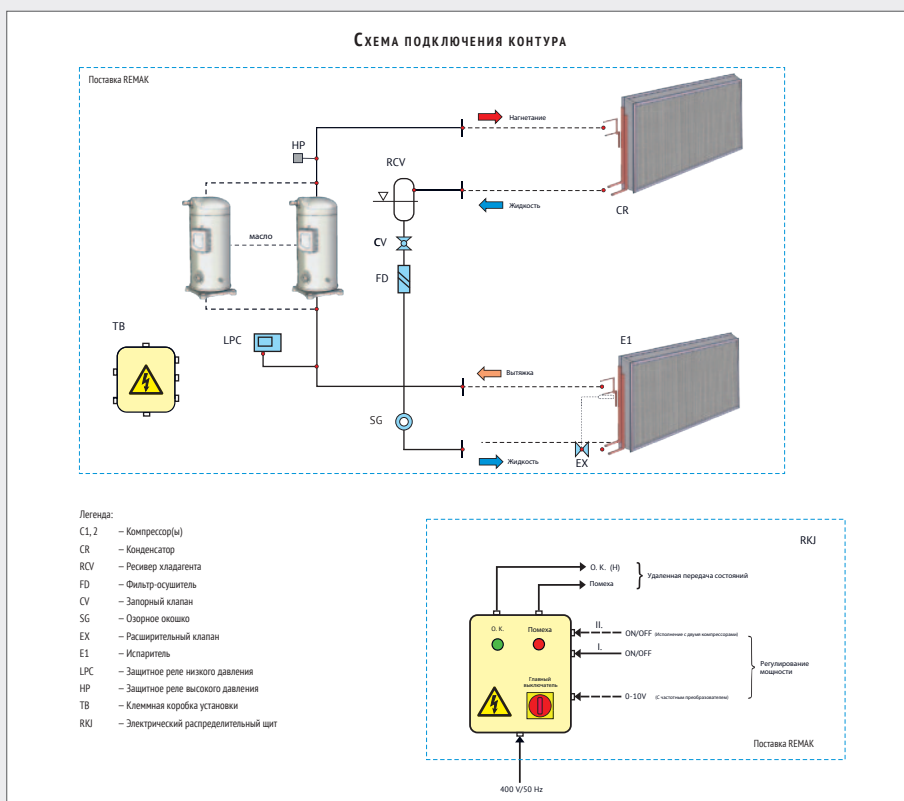 Схема подключения контура
Поставка REMAK
Нагнетание
HP
RCV
Жидкость
CR
масло
CV
FD
TB
LPC
E1
Вытяжка
SG
Жидкость
EX
Легенда:
C1, 2 – Компрессор(ы)
CR – Конденсатор
RCV – Ресивер хладагента
FD – Фильтр-осушитель
CV – Запорный клапан
SG – Озорное окошко
EX – Расширительный клапан
E1 – Испаритель
LPC – Защитное реле низкого давления
HP – Защитное реле высокого давления
TB – Клеммная коробка установки
RKJ – Электрический распределительный щит
RKJ
O. K. (H)
Удаленная передача состояний
Помеха
O. K.
Помеха
II.
ON/OFF (Исполнение с двумя компрессорами)
I.
ON/OFF
Регулирование
мощности
Главный
выключатель
0-10V (С частотным преобразователем)
Поставка REMAK
400 V/50 Hz